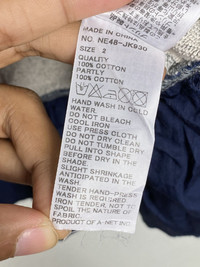 MADE IN CHINA
NO. NE48-JK930
SIZE 2
QUALITY
100% COTTON
PARTLY
100% COTTON
HAND WASH IN COLD
WATER.
DO NOT BLEACH
COOL IRON
USE PRESS CLOTH
DO NOT DRY CLEAN
DO NOT TUMBLE DRY
PULL INTO SHAPE
BEFORE DRY IN THE
SHADE.
SLIGHT SHRINKAGE
ANTICIPATED IN THE
WASH.
TENDER HAND-PRESS
WASH IS REQUIRED
IRON TENDER, NOT TO
SPOIL THE NATURE OF
FABRIC.
PRODUCT OF A-NET INC.